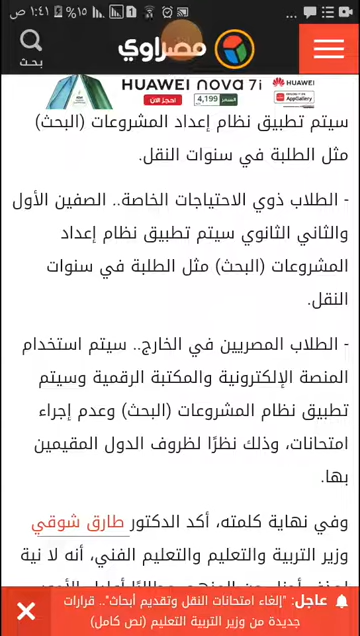 ١:٤١ ص
١٥%
مصراوي
بحث
HUAWEI nova 7i
HUAWEI
السعر 4,199 احجز الان
AppGallery
سيتم تطبيق نظام إعداد المشروعات (البحث)
مثل الطلبة في سنوات النقل.
- الطلاب ذوي الاحتياجات الخاصة.. الصفين الأول
والثاني الثانوي سيتم تطبيق نظام إعداد
المشروعات (البحث) مثل الطلبة في سنوات
النقل.
- الطلاب المصريين في الخارج.. سيتم استخدام
المنصة الإلكترونية والمكتبة الرقمية وسيتم
تطبيق نظام المشروعات (البحث) وعدم إجراء
امتحانات، وذلك نظرًا لظروف الدول المقيمين
بها.
وفي نهاية كلمته، أكد الدكتور طارق شوقي
وزير التربية والتعليم والتعليم الفني، أنه لا نية
عاجل: "إلغاء امتحانات النقل وتقديم أبحاث".. قرارات
جديدة من وزير التربية التعليم (نص كامل)